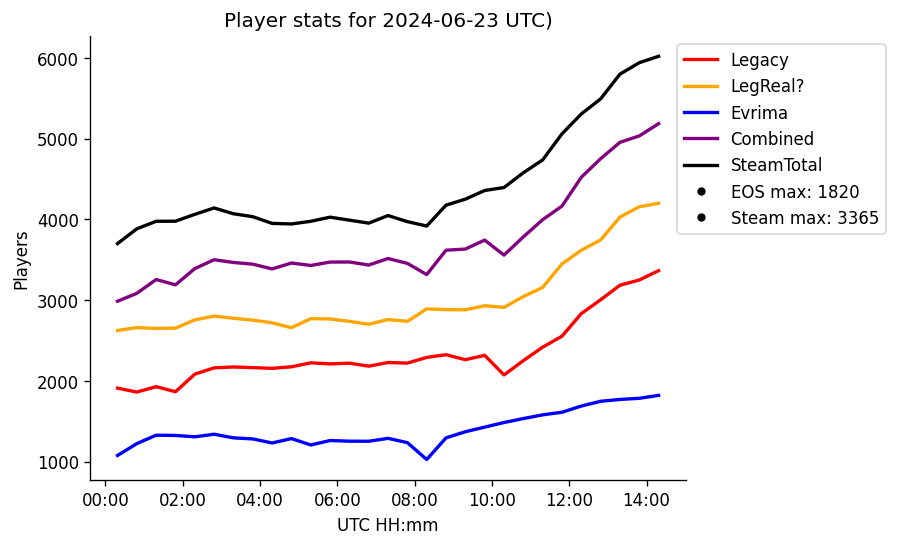 Player stats for 2024-06-23 UTC)
6000
5000
4000
3000
2000
1000
Players
00:00 02:00 04:00 06:00 08:00 10:00 12:00 14:00
UTC HH:mm
Legacy
LegReal?
Evrima
Combined
SteamTotal
EOS max: 1820
Steam max: 3365